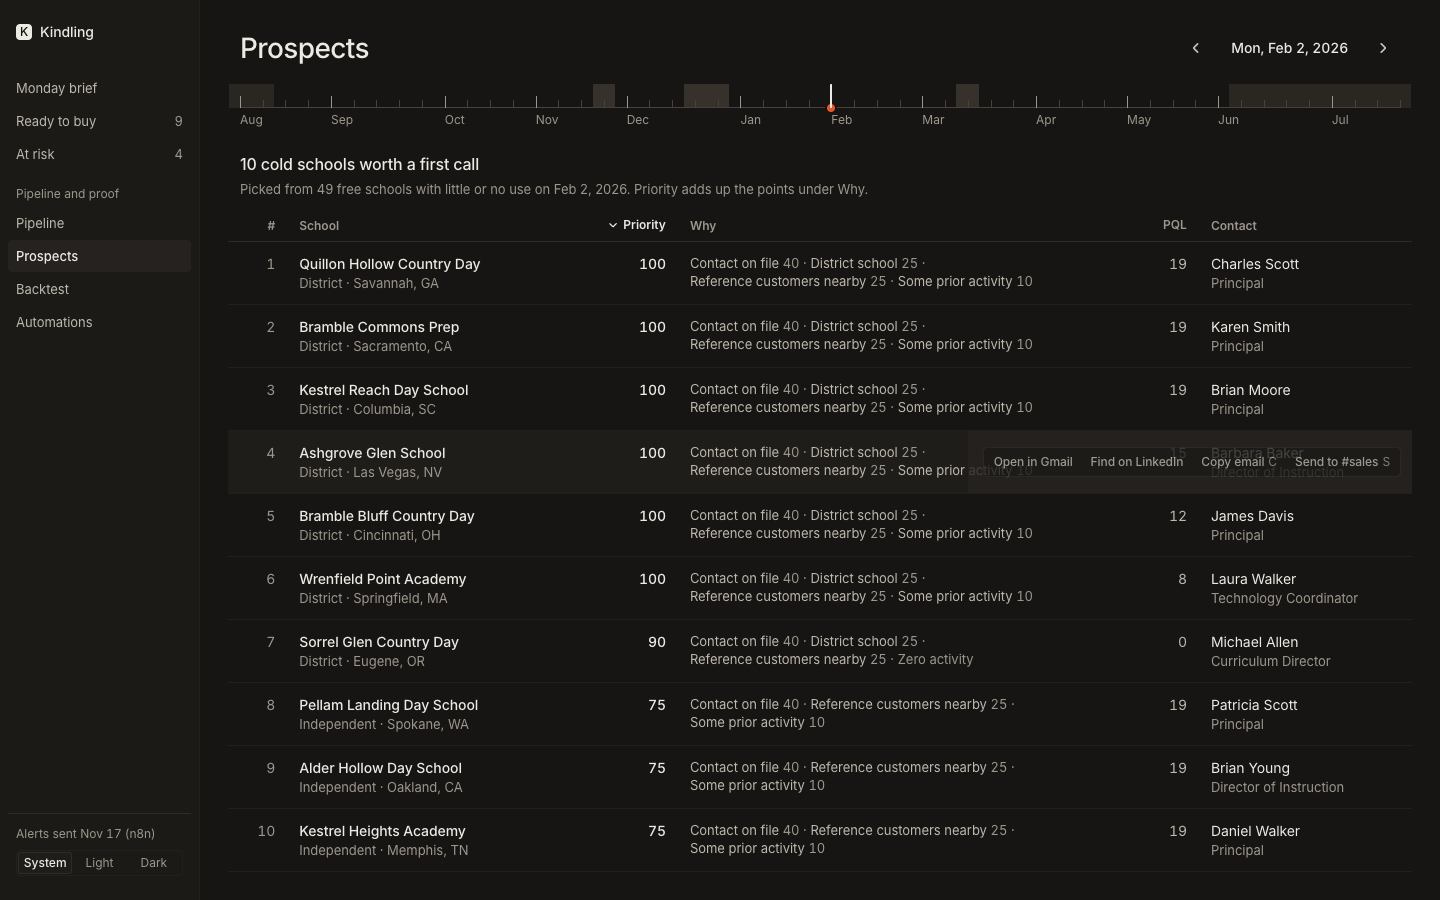 K Kindling
Monday brief
Ready to buy 9
At risk 4
Pipeline and proof
Pipeline
Prospects
Backtest
Automations
Alerts sent Nov 17 (n8n)
System Light Dark
Prospects
Mon, Feb 2, 2026
Aug Sep Oct Nov Dec Jan Feb Mar Apr May Jun Jul
10 cold schools worth a first call
Picked from 49 free schools with little or no use on Feb 2, 2026. Priority adds up the points under Why.
# School Priority Why PQL Contact
1 Quillon Hollow Country Day 100 Contact on file 40 · District school 25 · 19 Charles Scott
District · Savannah, GA Reference customers nearby 25 · Some prior activity 10 Principal
2 Bramble Commons Prep 100 Contact on file 40 · District school 25 · 19 Karen Smith
District · Sacramento, CA Reference customers nearby 25 · Some prior activity 10 Principal
3 Kestrel Reach Day School 100 Contact on file 40 · District school 25 · 19 Brian Moore
District · Columbia, SC Reference customers nearby 25 · Some prior activity 10 Principal
4 Ashgrove Glen School 100 Contact on file 40 · District school 25 · 15 Barbara Baker
District · Las Vegas, NV Reference customers nearby 25 · Some prior activity 10 Director of Instruction
Open in Gmail Find on LinkedIn Copy email C Send to #sales S
5 Bramble Bluff Country Day 100 Contact on file 40 · District school 25 · 12 James Davis
District · Cincinnati, OH Reference customers nearby 25 · Some prior activity 10 Principal
6 Wrenfield Point Academy 100 Contact on file 40 · District school 25 · 8 Laura Walker
District · Springfield, MA Reference customers nearby 25 · Some prior activity 10 Technology Coordinator
7 Sorrel Glen Country Day 90 Contact on file 40 · District school 25 · 0 Michael Allen
District · Eugene, OR Reference customers nearby 25 · Zero activity Curriculum Director
8 Pellam Landing Day School 75 Contact on file 40 · Reference customers nearby 25 · 19 Patricia Scott
Independent · Spokane, WA Some prior activity 10 Principal
9 Alder Hollow Day School 75 Contact on file 40 · Reference customers nearby 25 · 19 Brian Young
Independent · Oakland, CA Some prior activity 10 Director of Instruction
10 Kestrel Heights Academy 75 Contact on file 40 · Reference customers nearby 25 · 19 Daniel Walker
Independent · Memphis, TN Some prior activity 10 Principal